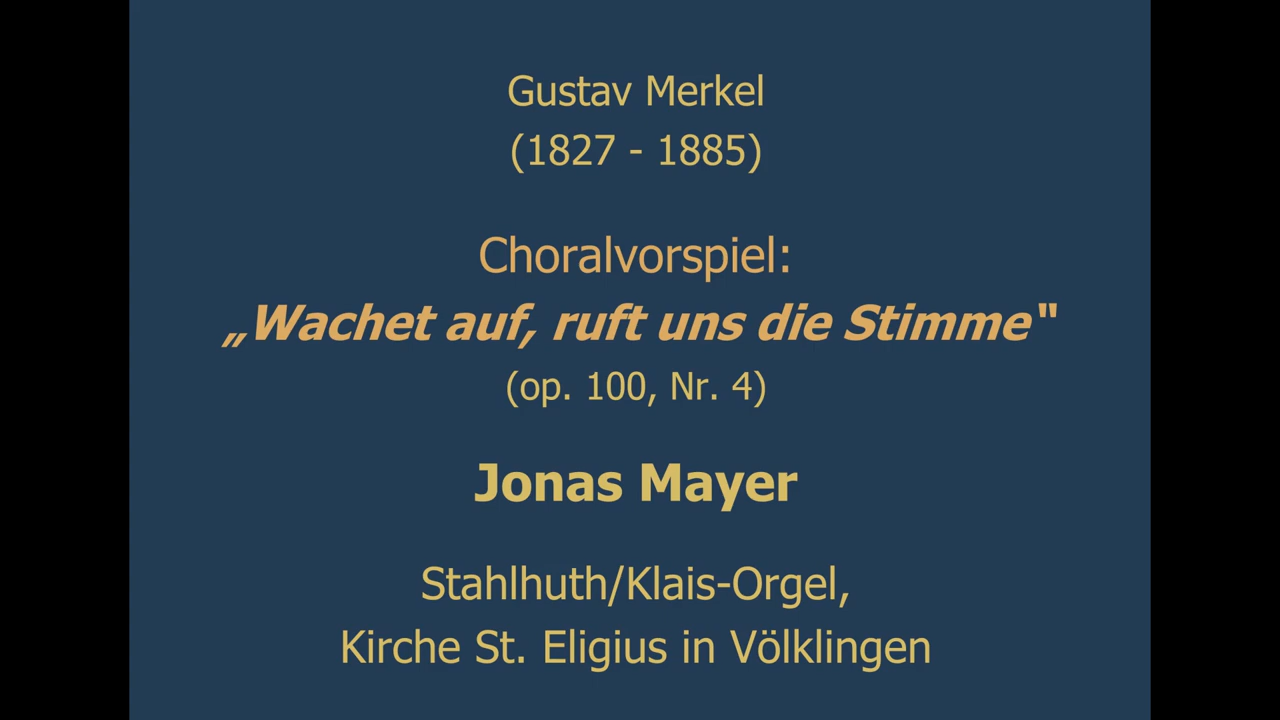 Gustav Merkel
(1827 - 1885)
Choralvorspiel:
„Wachet auf, ruft uns die Stimme"
(op. 100, Nr. 4)
Jonas Mayer
Stahlhuth/Klais-Orgel,
Kirche St. Eligius in Völklingen